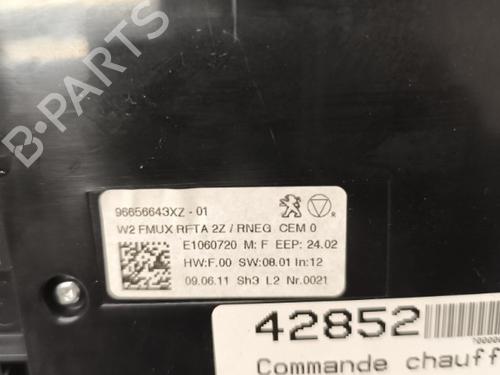 96656643XZ - 01
W2 FMUX RFTA 2Z / RNEG CEM 0
E1060720 M: F EEP: 24.02
HW:F.00 SW:08.01 In:12
09.06.11 Sh3 L2 Nr.0021
42852
Commande chauff
B-PARTS